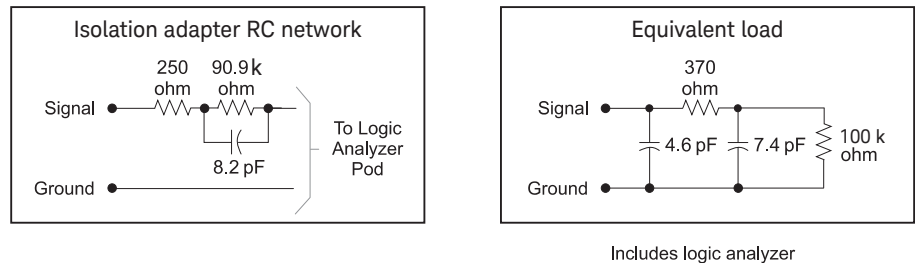 Isolation adapter RC network
250 ohm
90.9 k ohm
Signal
8.2 pF
To Logic
Analyzer
Pod
Ground
Equivalent load
370
ohm
Signal
4.6 pF
7.4 pF
100 k
ohm
Ground
Includes logic analyzer